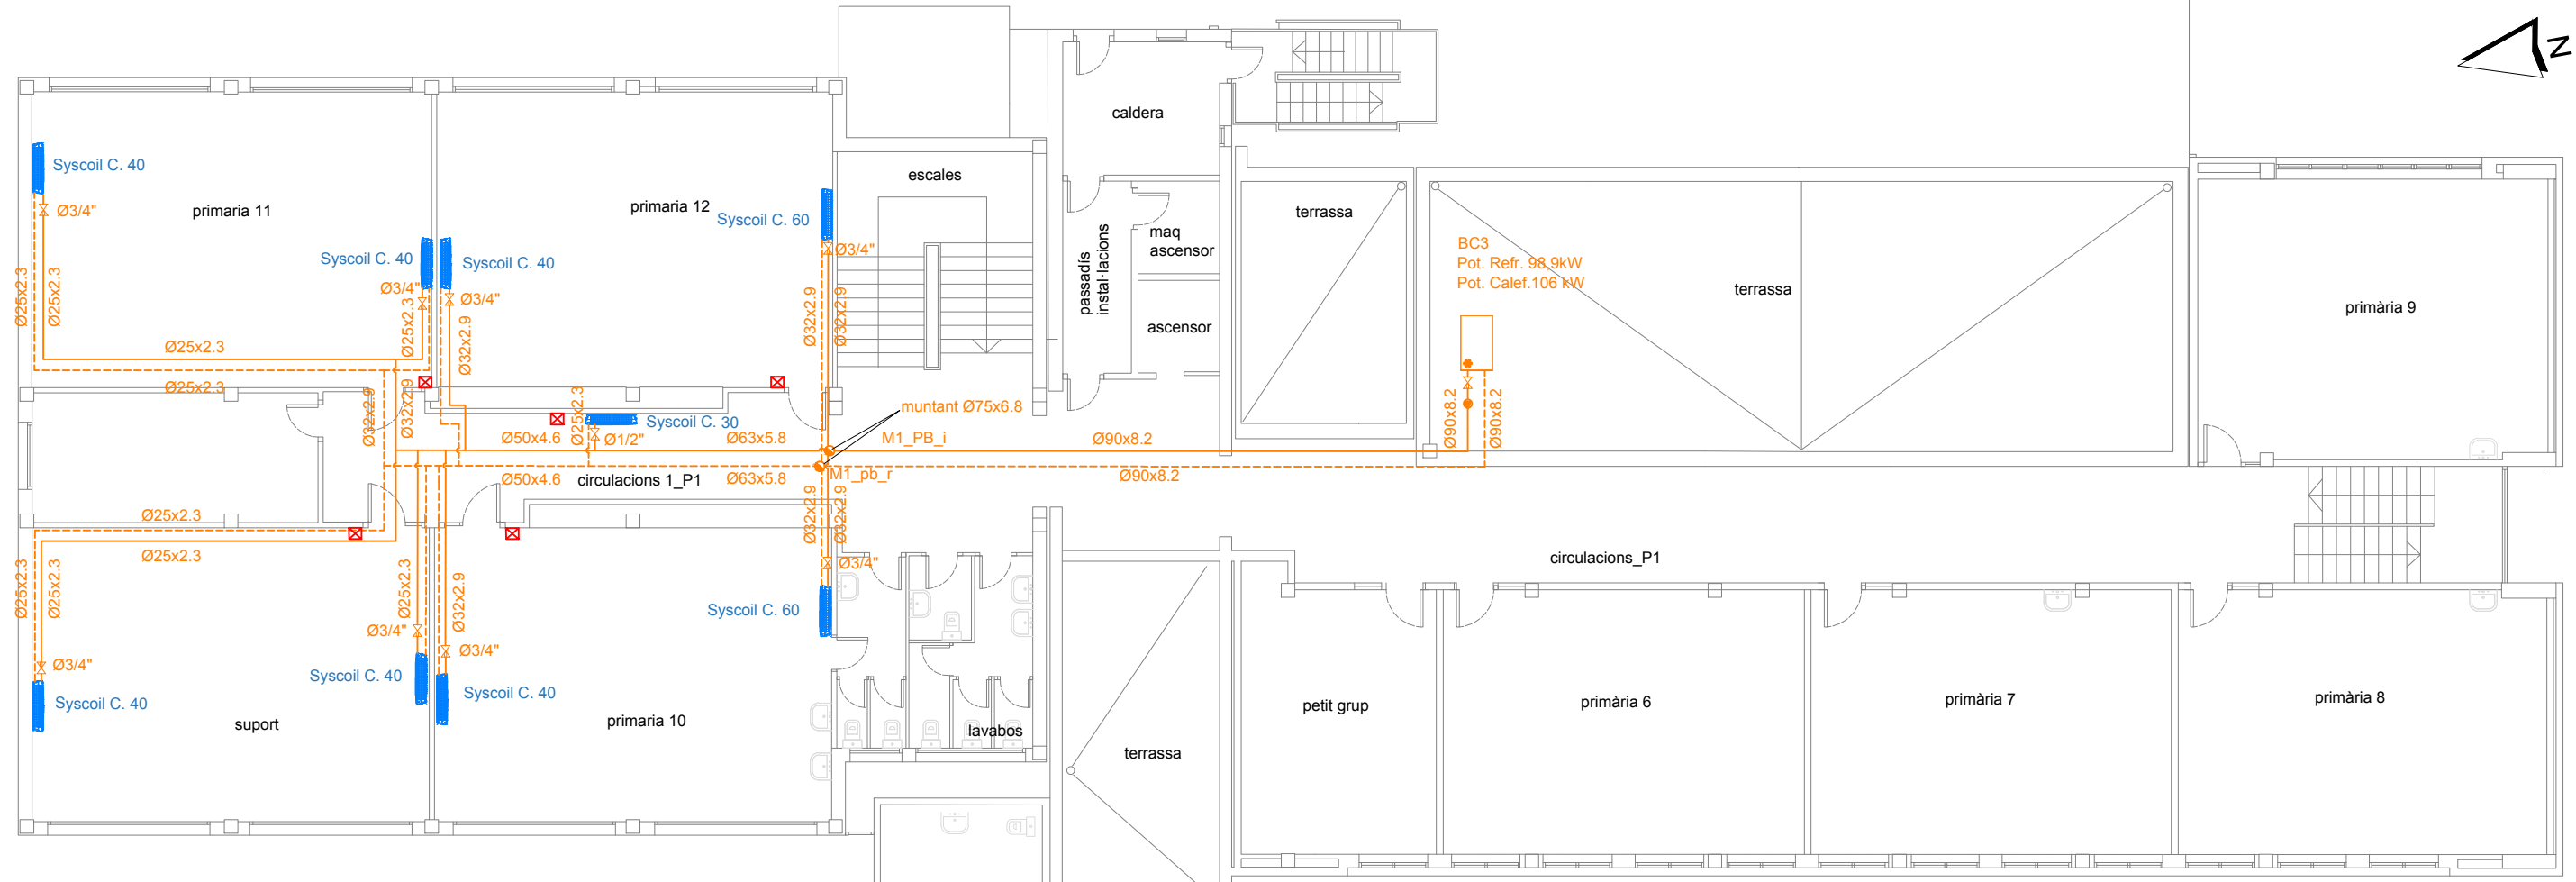 N
caldera
escales
Syscoil C. 40
Ø3/4"
primaria 11
primaria 12
Syscoil C. 60
Ø3/4"
Syscoil C. 40
Syscoil C. 40
Ø3/4"
Ø3/4"
Ø25x2.3
Ø25x2.3
Ø25x2.3
Ø25x2.3
Ø25x2.3
Ø32x2.9
Ø32x2.9
Ø32x2.9
Ø32x2.9
Ø32x2.9
passadís
instal·lacions
maq
ascensor
ascensor
terrassa
BC3
Pot. Refr. 98.9kW
Pot. Calef.106 kW
terrassa
primària 9
Ø90x8.2
Ø90x8.2
Ø25x2.3
Syscoil C. 30
Ø1/2"
Ø50x4.6
Ø63x5.8
muntant Ø75x6.8
M1_PB_i
Ø90x8.2
Ø50x4.6
circulacions 1_P1
Ø63x5.8
M1_pb_r
Ø90x8.2
Ø25x2.3
Ø25x2.3
Ø25x2.3
Ø25x2.3
Ø25x2.3
Ø32x2.9
Ø32x2.9
Ø32x2.9
Ø3/4"
Ø3/4"
Ø3/4"
Ø3/4"
Syscoil C. 60
Syscoil C. 40
Syscoil C. 40
Syscoil C. 40
suport
primaria 10
lavabos
terrassa
circulacions_P1
petit grup
primària 6
primària 7
primària 8